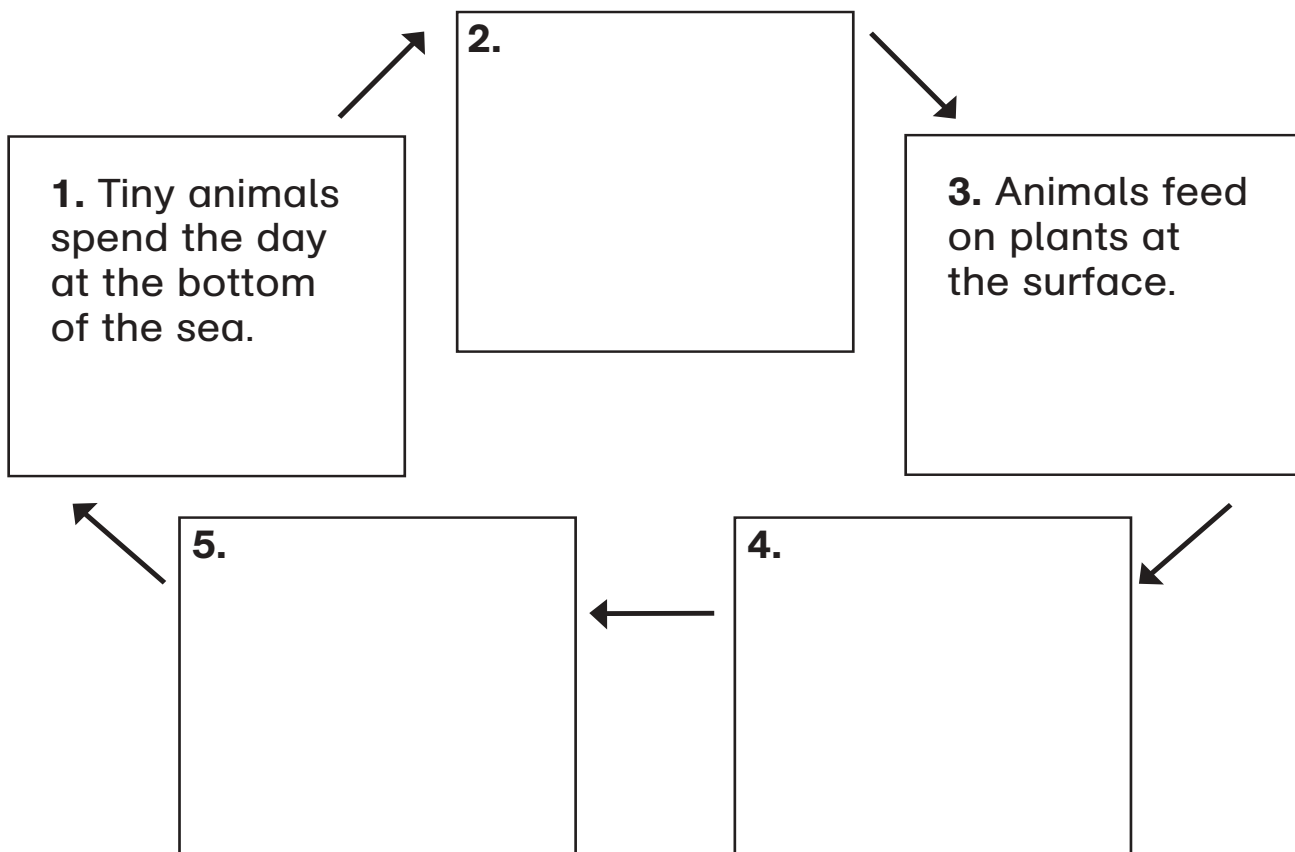 1. Tiny animals
spend the day
at the bottom
of the sea.
2.
3. Animals feed
on plants at
the surface.
4.
5.